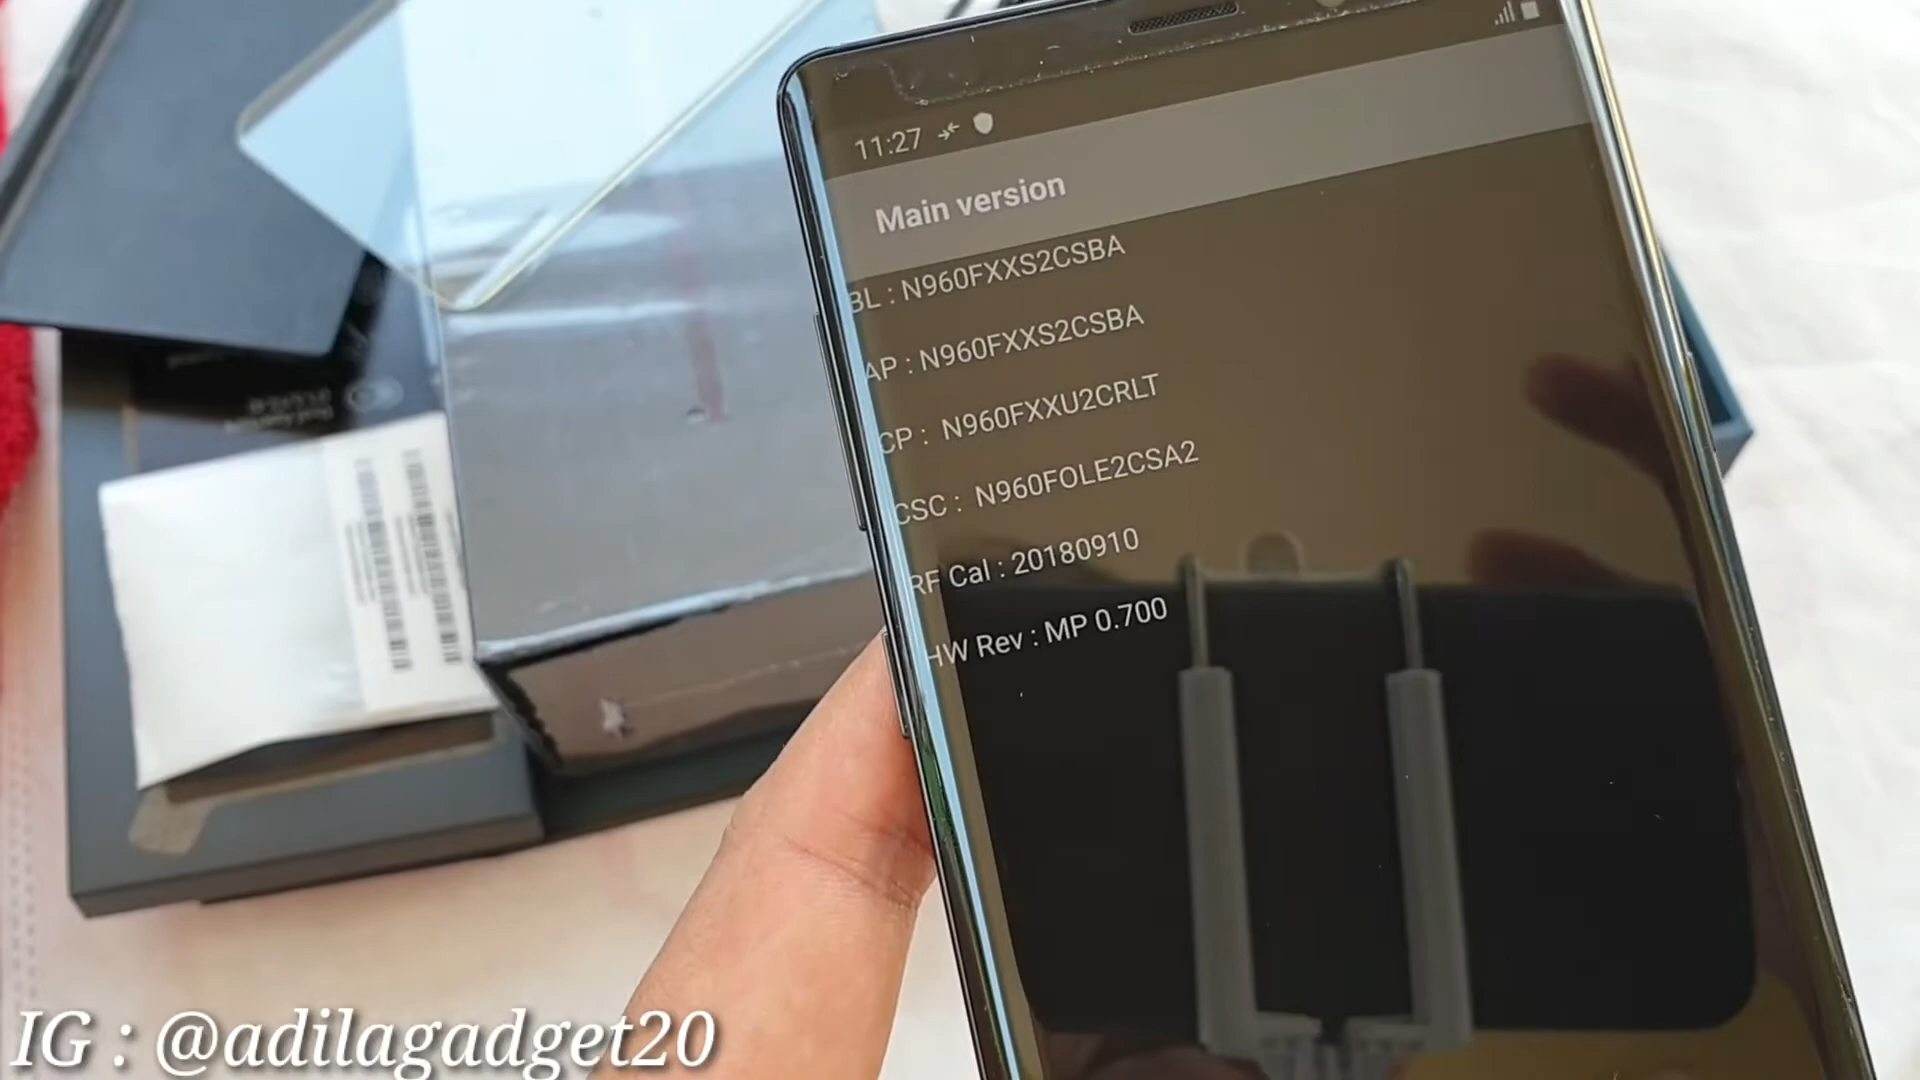 11:27
Main version
BL : N960FXXS2CSBA
AP : N960FXXS2CSBA
CP : N960FXXU2CRLT
CSC : N960FOLE2CSA2
RF Cal : 20180910
HW Rev : MP 0.700
IG : @adilagadget20